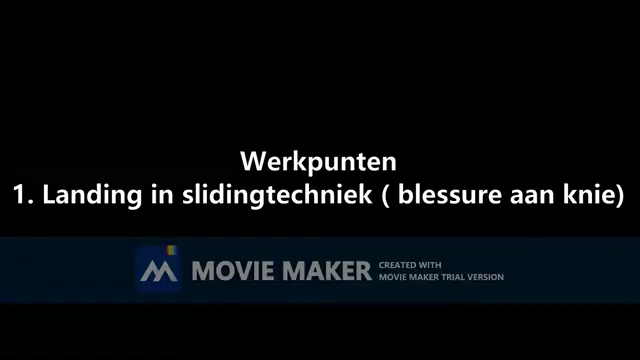 Werkpunten
1. Landing in slidingtechniek ( blessure aan knie)
MOVIE MAKER
CREATED WITH
MOVIE MAKER TRIAL VERSION